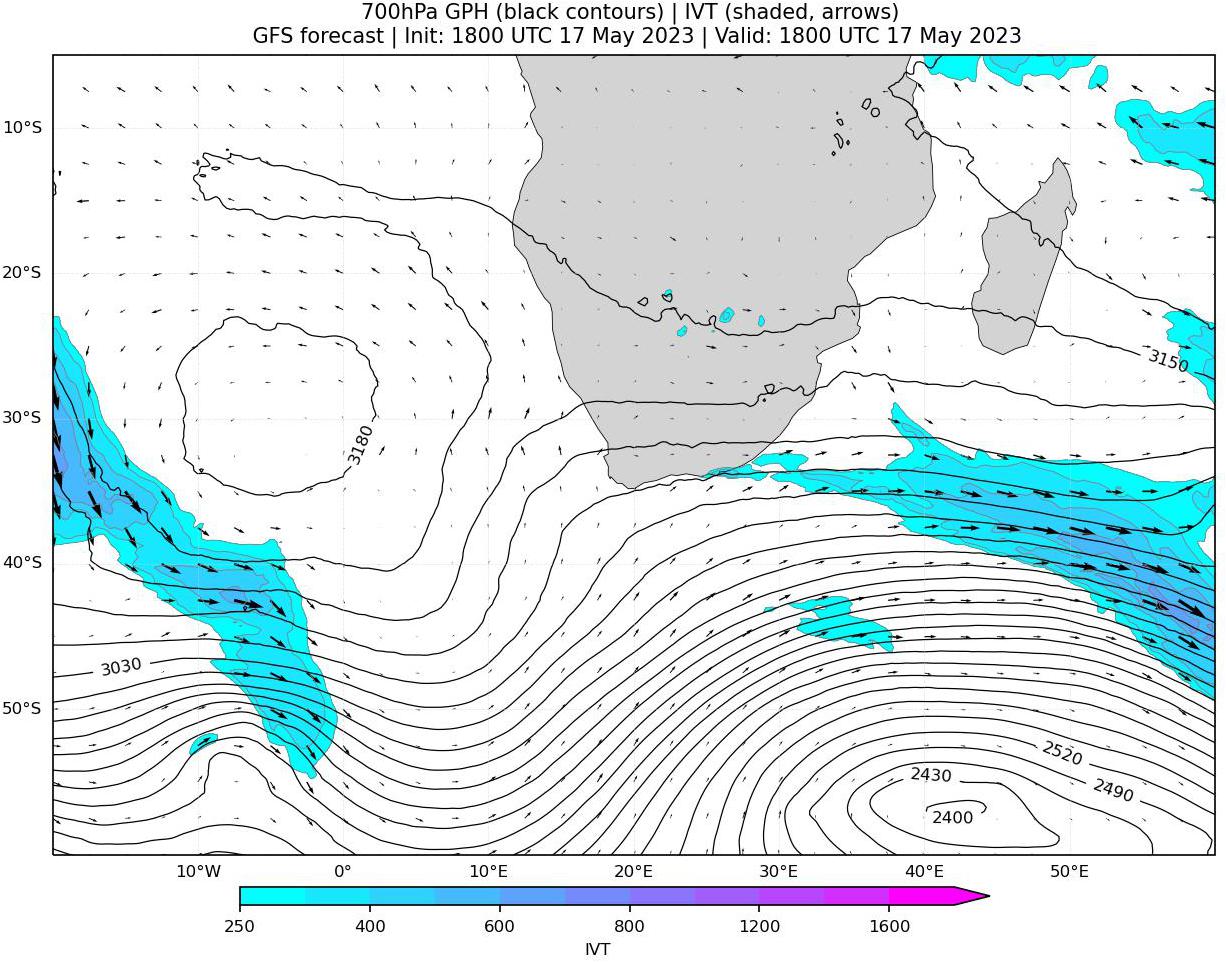 700hPa GPH (black contours) | IVT (shaded, arrows)
GFS forecast | Init: 1800 UTC 17 May 2023 | Valid: 1800 UTC 17 May 2023
10°S
20°S
3150
30°S
3180
40°S
3030
50°S
2520
2430
2490
2400
10°W 0° 10°E 20°E 30°E 40°E 50°E
250 400 600 800 1200 1600
IVT